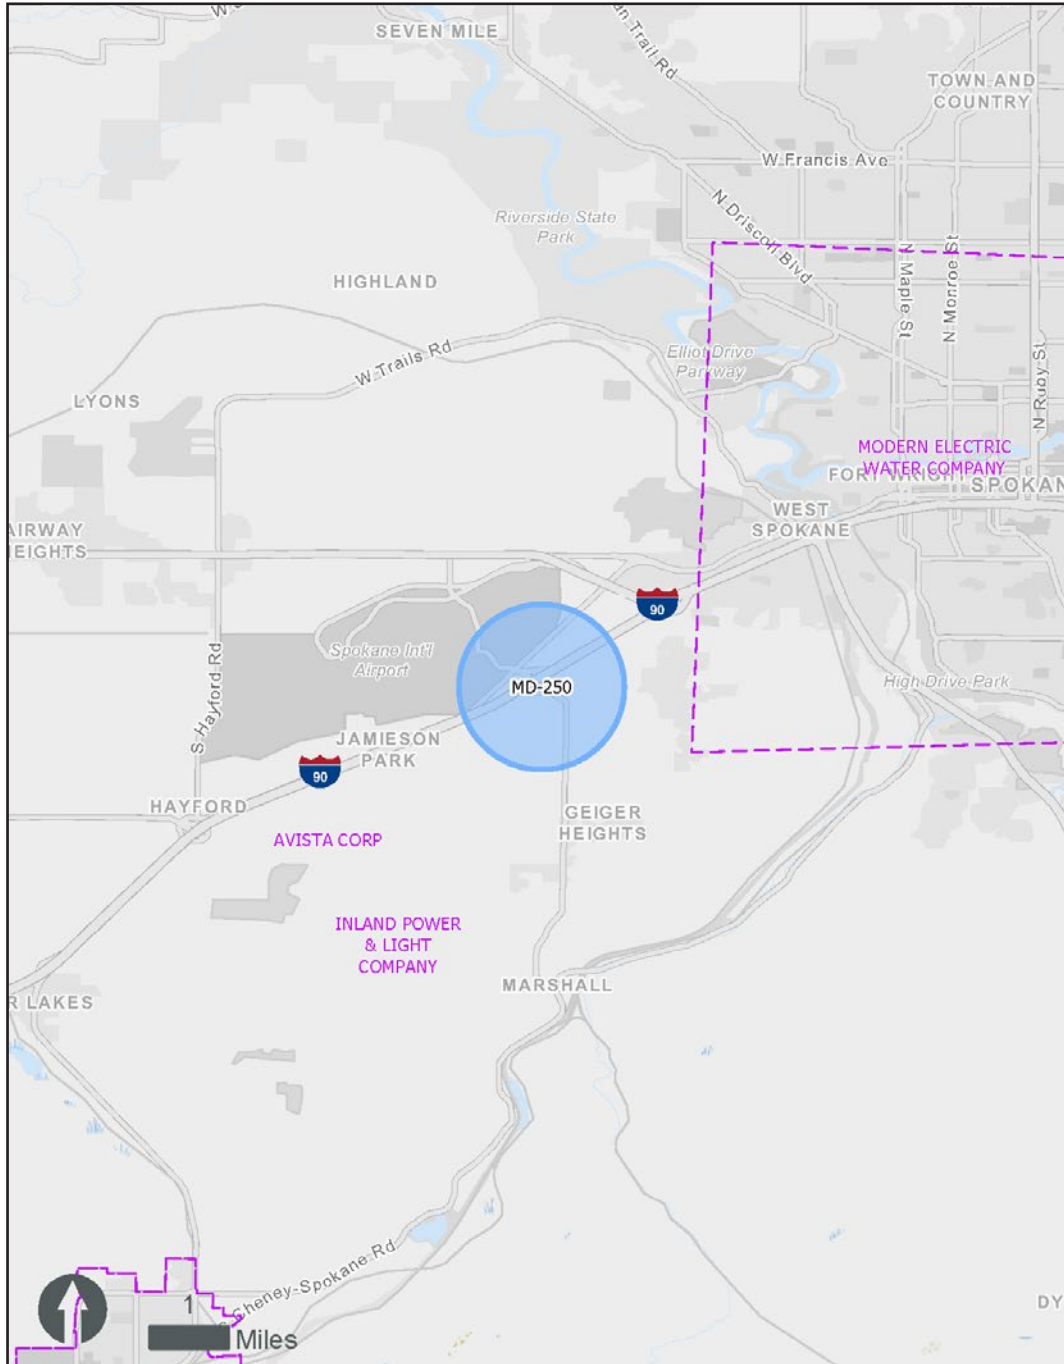 SEVEN MILE
TOWN AND
COUNTRY
W Francis Ave
N Driscoll Blvd
Riverside State
Park
N Maple St
N Monroe St
HIGHLAND
N Ruby St
Elliot Drive
Parkway
W Trails Rd
LYONS
MODERN ELECTRIC
WATER COMPANY
FORT WRIGHT
SPOKAN
WEST
SPOKANE
AIRWAY
HEIGHTS
90
S Hayford Rd
Spokane Int'l
Airport
MD-250
High Drive Park
JAMIESON
PARK
90
HAYFORD
GEIGER
HEIGHTS
AVISTA CORP
INLAND POWER
& LIGHT
COMPANY
MARSHALL
R LAKES
S Cheney-Spokane Rd
1
Miles
DY